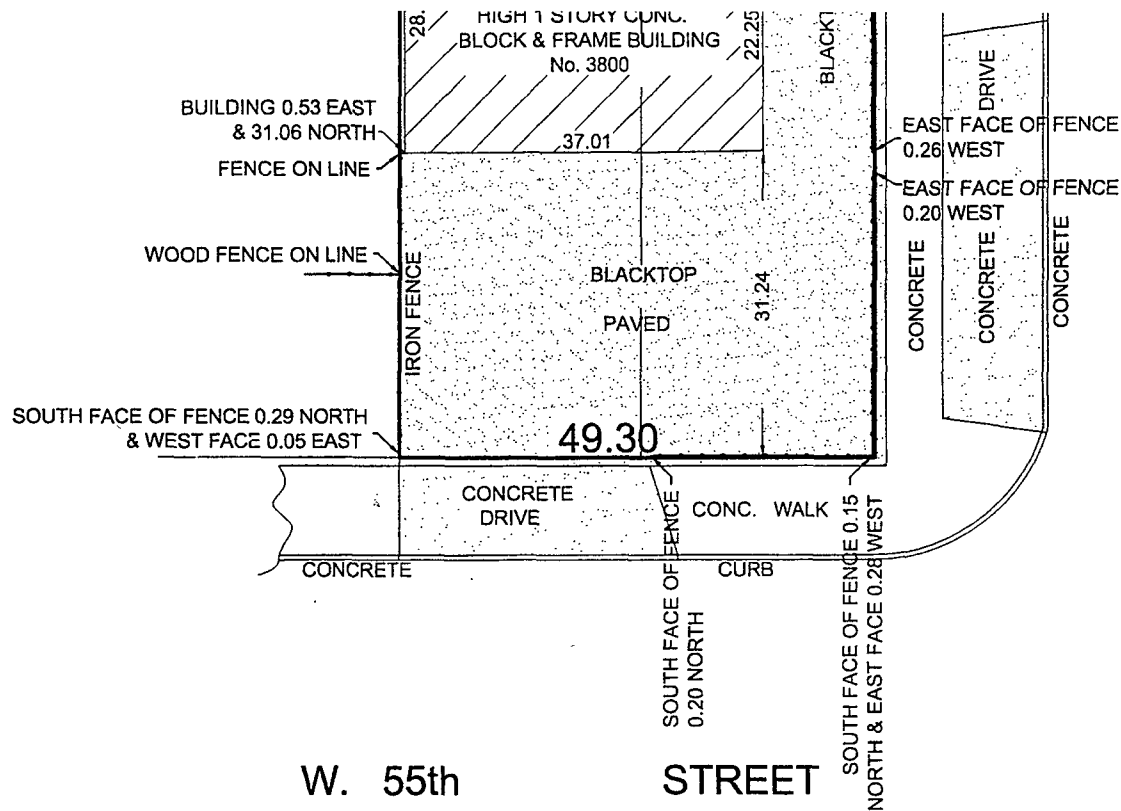 28.
HIGH 1 STORY CONC.
BLOCK & FRAME BUILDING
No. 3800
22.25
BLACKT
DRIVE
BUILDING 0.53 EAST
& 31.06 NORTH
FENCE ON LINE
37.01
EAST FACE OF FENCE
0.26 WEST
EAST FACE OF FENCE
0.20 WEST
WOOD FENCE ON LINE
IRON FENCE
BLACKTOP
PAVED
31.24
CONCRETE
CONCRETE
CONCRETE
SOUTH FACE OF FENCE 0.29 NORTH
& WEST FACE 0.05 EAST
49.30
CONCRETE
DRIVE
CONC. WALK
CONCRETE
CURB
SOUTH FACE OF FENCE
0.20 NORTH
SOUTH FACE OF FENCE 0.15
NORTH & EAST FACE 0.28 WEST
W. 55th STREET